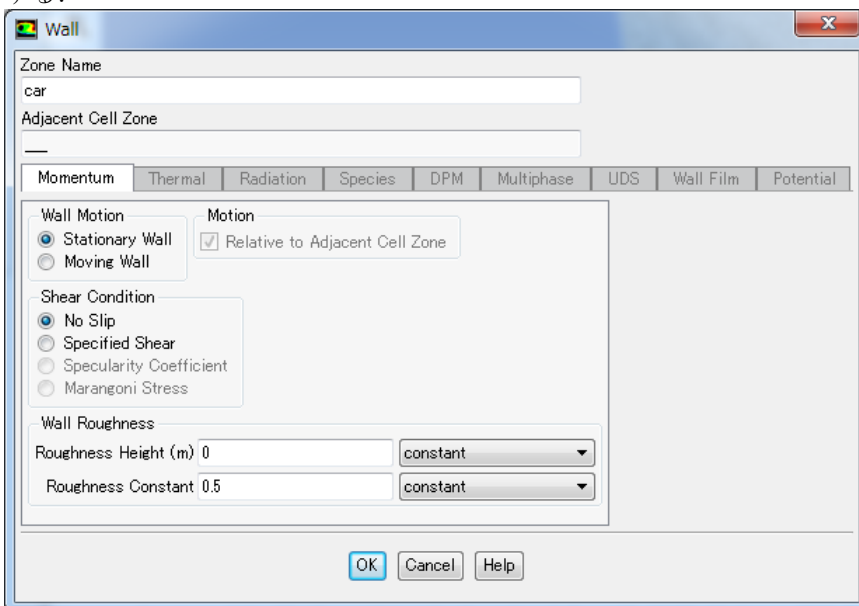 Wall
Zone Name
car
Adjacent Cell Zone
Momentum Thermal Radiation Species DPM Multiphase UDS Wall Film Potential
Wall Motion Motion
Stationary Wall Relative to Adjacent Cell Zone
Moving Wall
Shear Condition
No Slip
Specified Shear
Specularity Coefficient
Marangoni Stress
Wall Roughness
Roughness Height (m) 0 constant
Roughness Constant 0.5 constant
OK Cancel Help